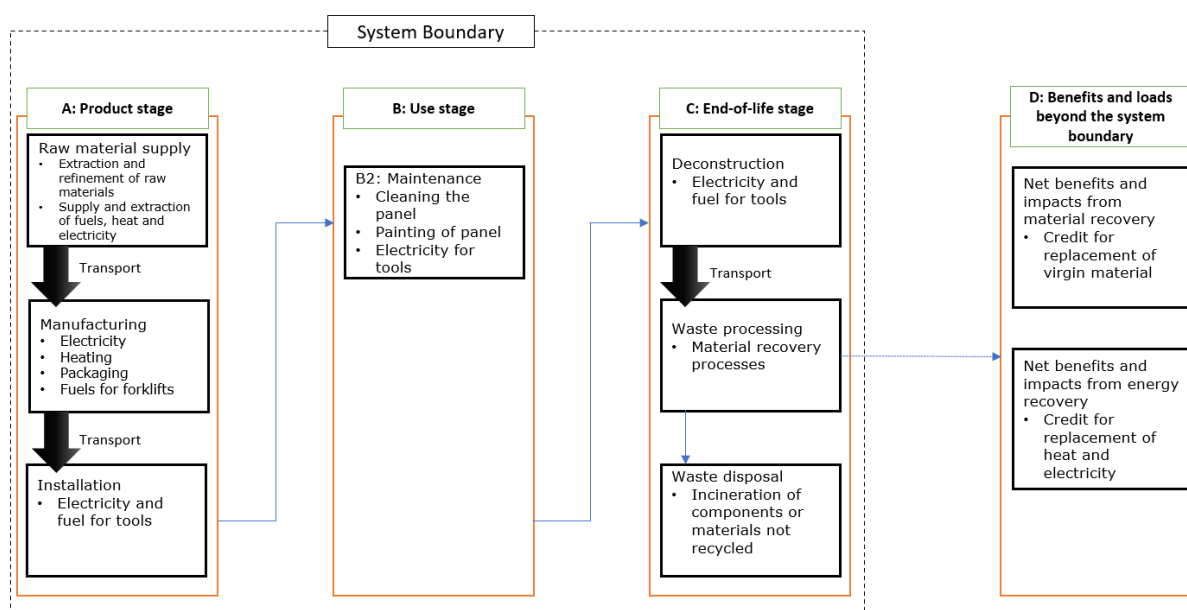 System Boundary
A: Product stage
Raw material supply
• Extraction and
refinement of raw
materials
• Supply and extraction
of fuels, heat and
electricity
Transport
Manufacturing
• Electricity
• Heating
• Packaging
• Fuels for forklifts
Transport
Installation
• Electricity and
fuel for tools
B: Use stage
B2: Maintenance
• Cleaning the
panel
• Painting of panel
• Electricity for
tools
C: End-of-life stage
Deconstruction
• Electricity and
fuel for tools
Transport
Waste processing
• Material recovery
processes
Waste disposal
• Incineration of
components or
materials not
recycled
D: Benefits and loads
beyond the system
boundary
Net benefits and
impacts from
material recovery
• Credit for
replacement of
virgin material
Net benefits and
impacts from energy
recovery
• Credit for
replacement of
heat and
electricity